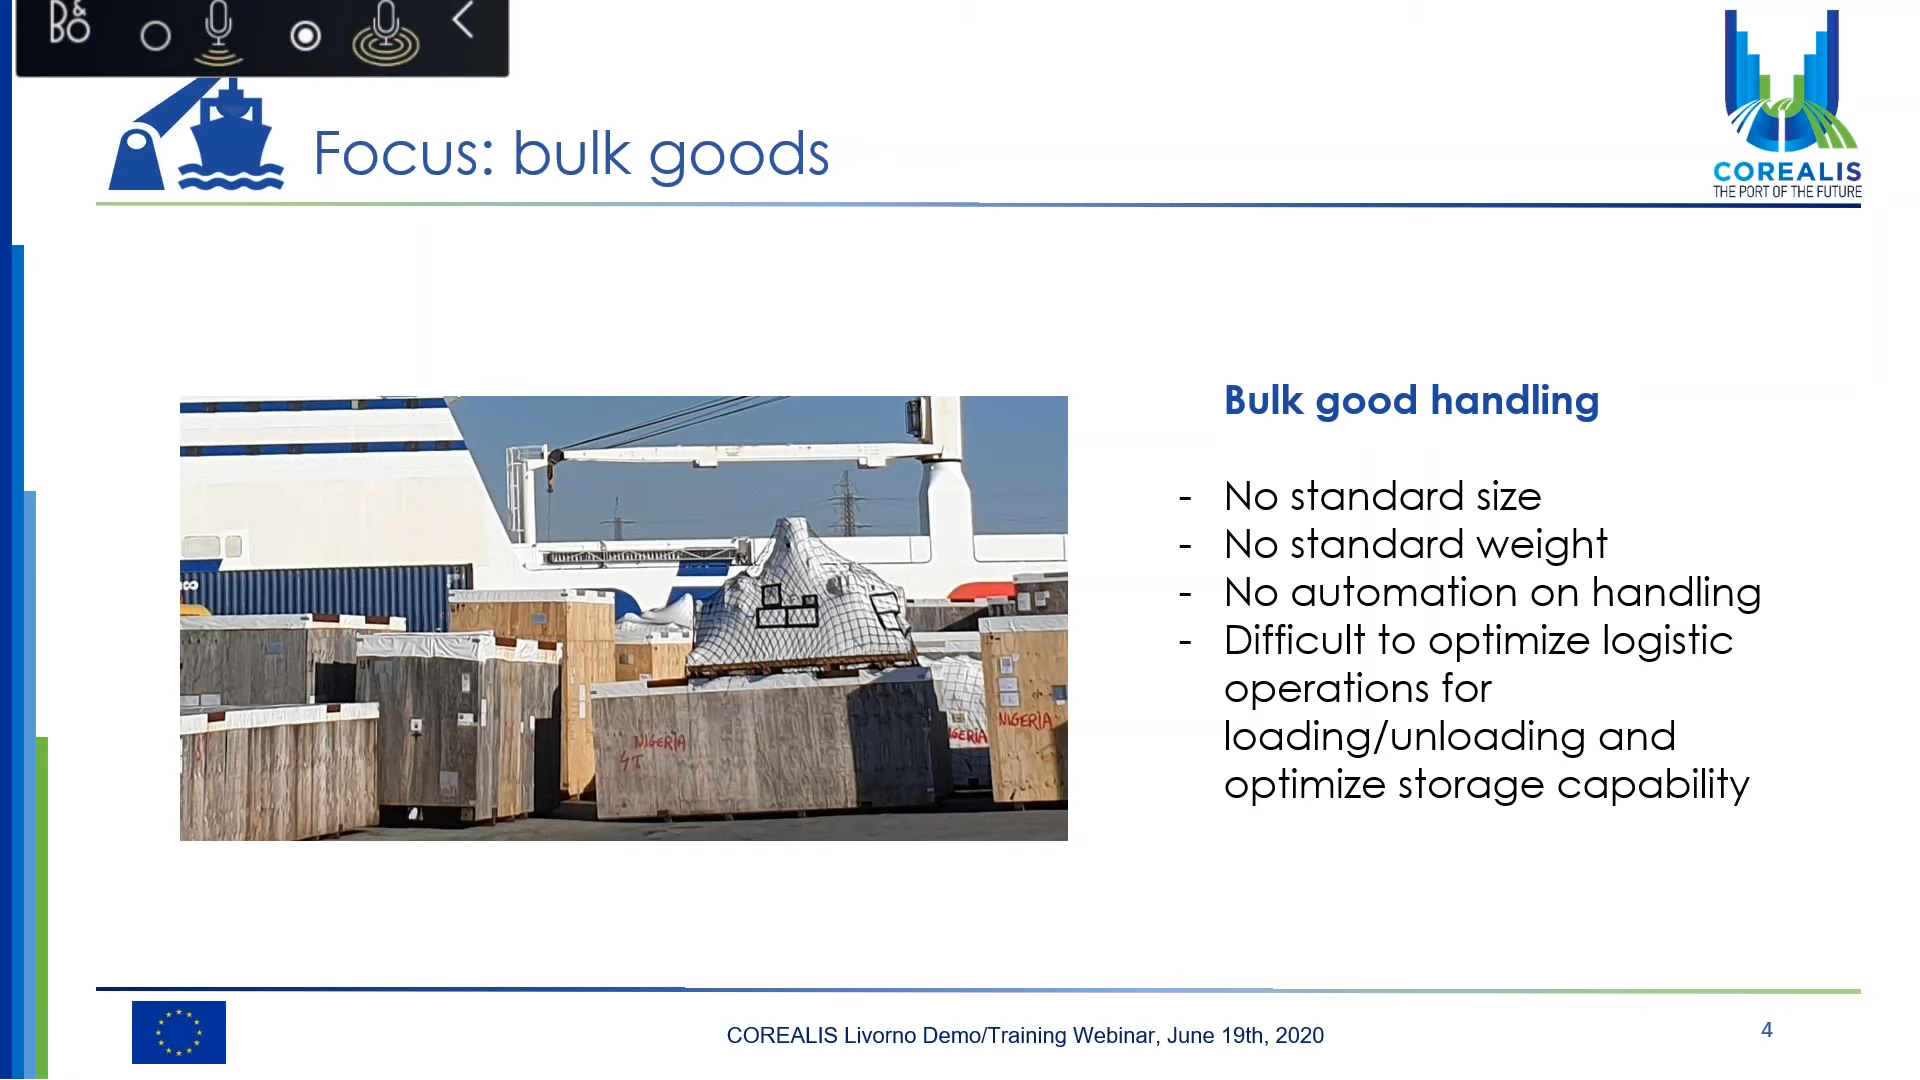 B&O
Focus: bulk goods
COREALIS
THE PORT OF THE FUTURE
Bulk good handling
- No standard size
- No standard weight
- No automation on handling
- Difficult to optimize logistic
operations for
loading/unloading and
optimize storage capability
NIGERIA
NIGERIA
GERIA
COREALIS Livorno Demo/Training Webinar, June 19th, 2020
4